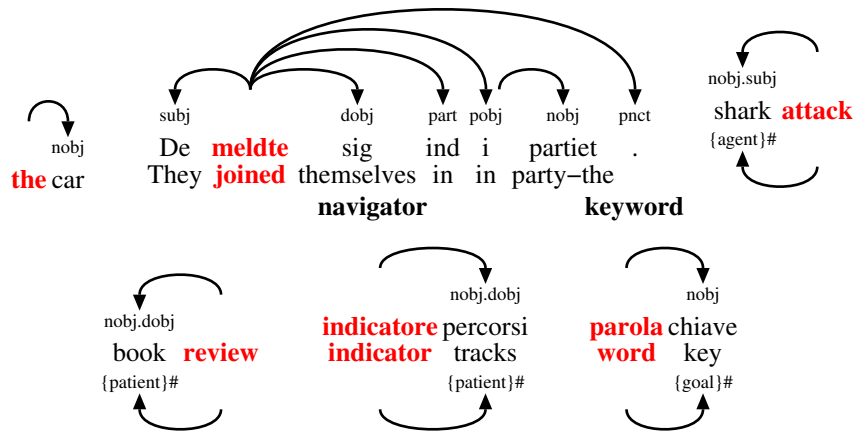 nobj
the car
subj dobj part pobj nobj pnct
De meldte sig ind i partiet .
They joined themselves in in party−the
navigator keyword
nobj.subj
shark attack
{agent}#
nobj.dobj
book review
{patient}#
nobj.dobj
indicatore percorsi
indicator tracks
{patient}#
nobj
parola chiave
word key
{goal}#